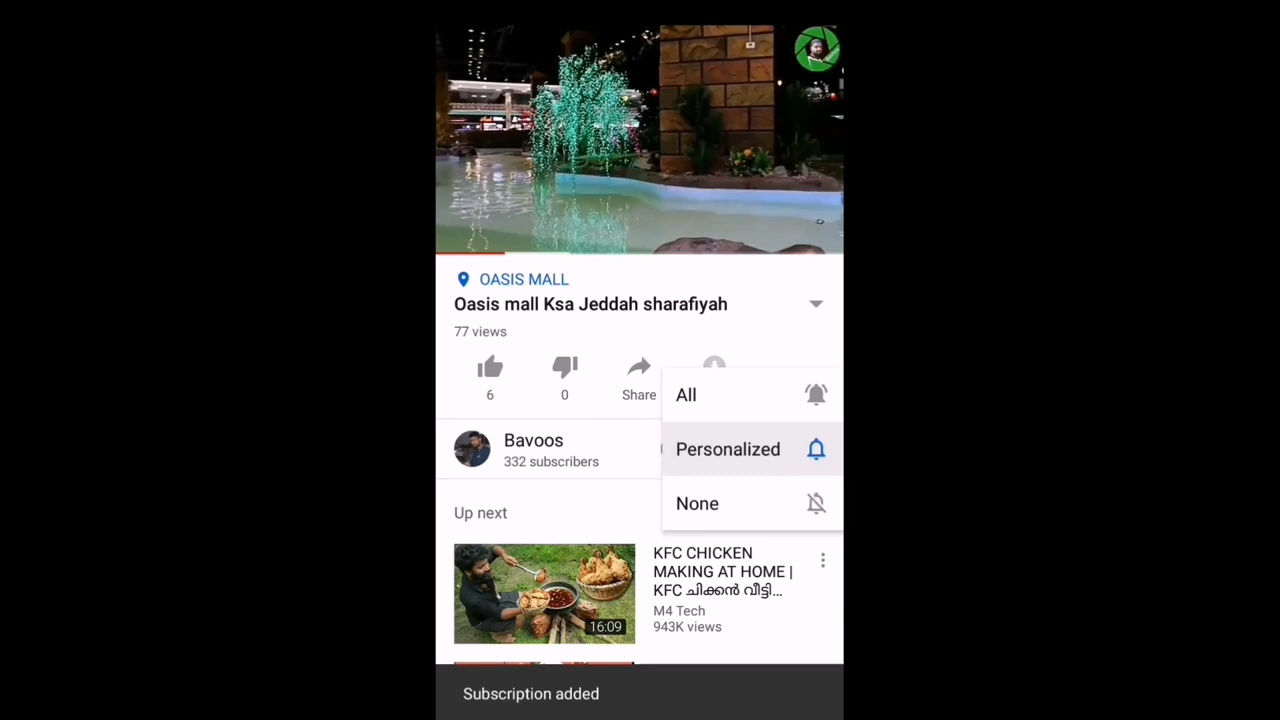 OASIS MALL
Oasis mall Ksa Jeddah sharafiyah
77 views
6
0
Share
All
Personalized
None
Bavoos
332 subscribers
Up next
KFC CHICKEN
MAKING AT HOME |
KFC ചിക്കൻ വീട്ടി...
M4 Tech
943K views
16:09
Subscription added